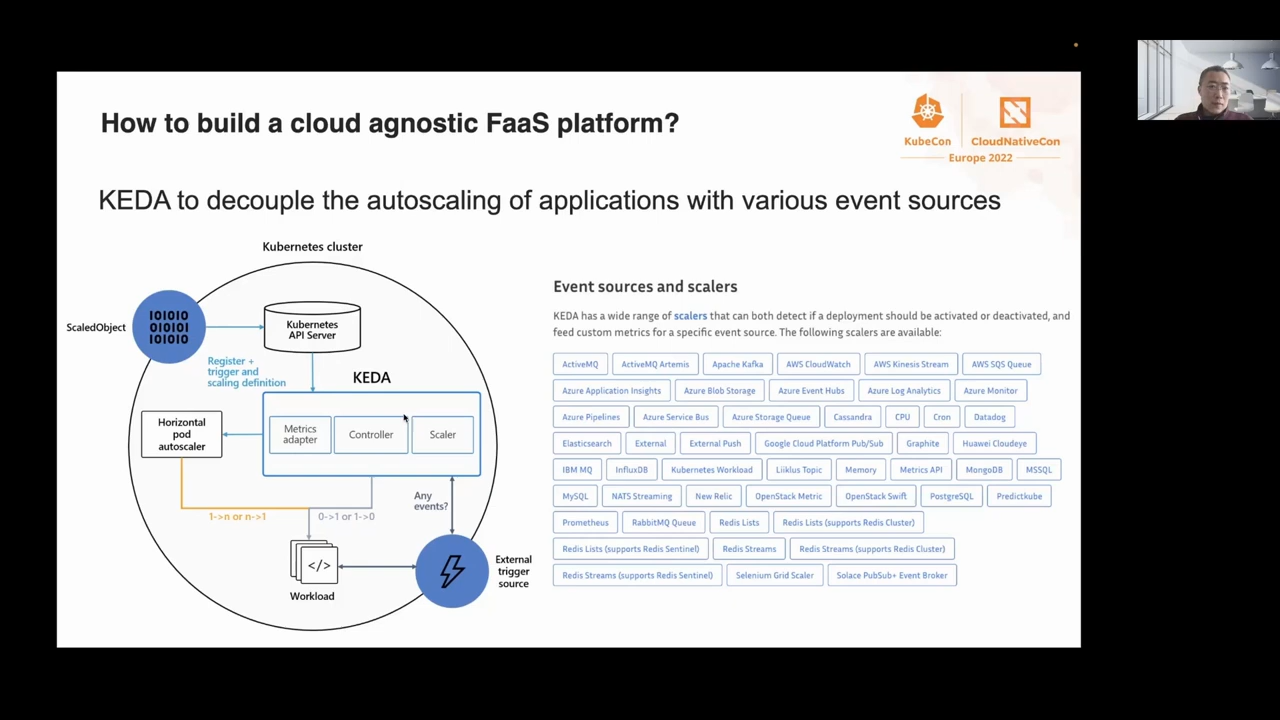 How to build a cloud agnostic FaaS platform?
KubeCon
CloudNativeCon
Europe 2022
KEDA to decouple the autoscaling of applications with various event sources
Kubernetes cluster
ScaledObject
IOIOIO
OIOIOI
IOIOIO
Kubernetes
API Server
Register +
trigger and
scaling definition
KEDA
Horizontal
pod
autoscaler
Metrics
adapter
Controller
Scaler
Any
events?
1->n or n->1
0->1 or 1->0
</>
Workload
External
trigger
source
Event sources and scalers
KEDA has a wide range of scalers that can both detect if a deployment should be activated or deactivated, and
feed custom metrics for a specific event source. The following scalers are available:
ActiveMQ ActiveMQ Artemis Apache Kafka AWS CloudWatch AWS Kinesis Stream AWS SQS Queue
Azure Application Insights Azure Blob Storage Azure Event Hubs Azure Log Analytics Azure Monitor
Azure Pipelines Azure Service Bus Azure Storage Queue Cassandra CPU Cron Datadog
Elasticsearch External External Push Google Cloud Platform Pub/Sub Graphite Huawei Cloudeye
IBM MQ InfluxDB Kubernetes Workload Liiklus Topic Memory Metrics API MongoDB MSSQL
MySQL NATS Streaming New Relic OpenStack Metric OpenStack Swift PostgreSQL Predictkube
Prometheus RabbitMQ Queue Redis Lists Redis Lists (supports Redis Cluster)
Redis Lists (supports Redis Sentinel) Redis Streams Redis Streams (supports Redis Cluster)
Redis Streams (supports Redis Sentinel) Selenium Grid Scaler Solace PubSub+ Event Broker